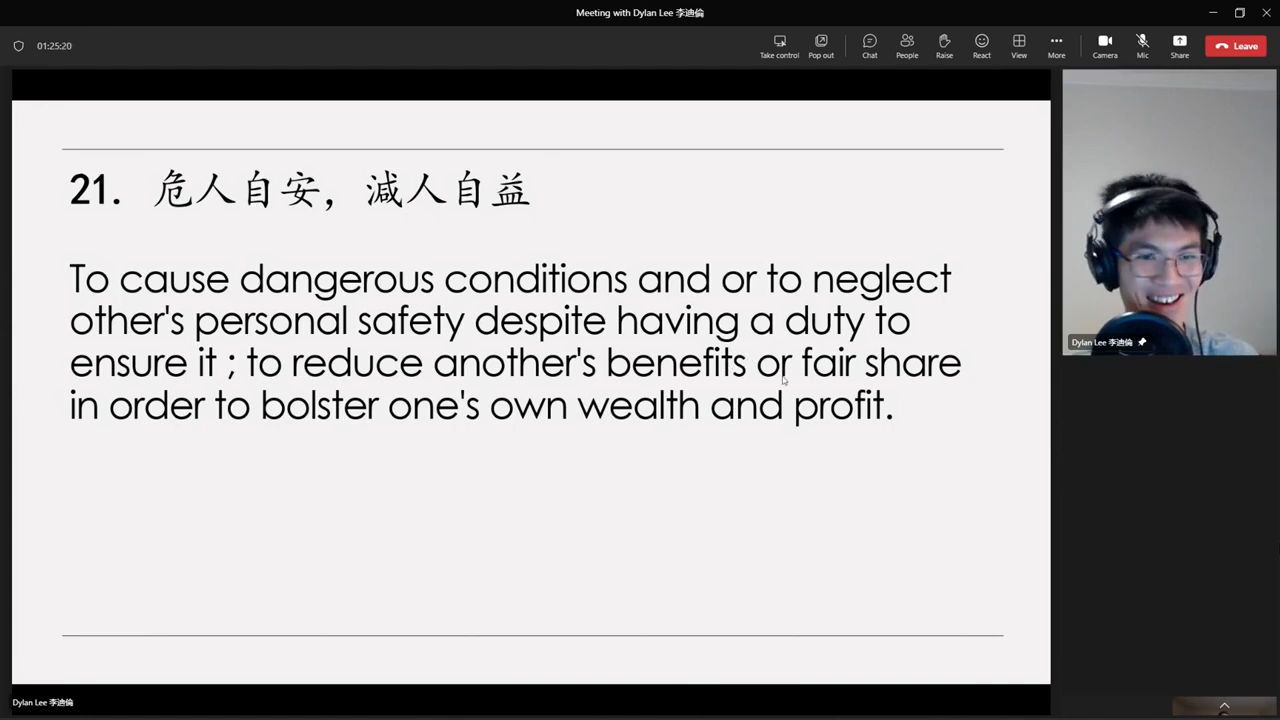 Meeting with Dylan Lee 李迪倫
01:25:20
Take control
Pop out
Chat
People
Raise
React
View
More
Camera
Mic
Share
Leave
21. 危人自安，減人自益
To cause dangerous conditions and or to neglect
other's personal safety despite having a duty to
ensure it ; to reduce another's benefits or fair share
in order to bolster one's own wealth and profit.
Dylan Lee 李迪倫
Dylan Lee 李迪倫